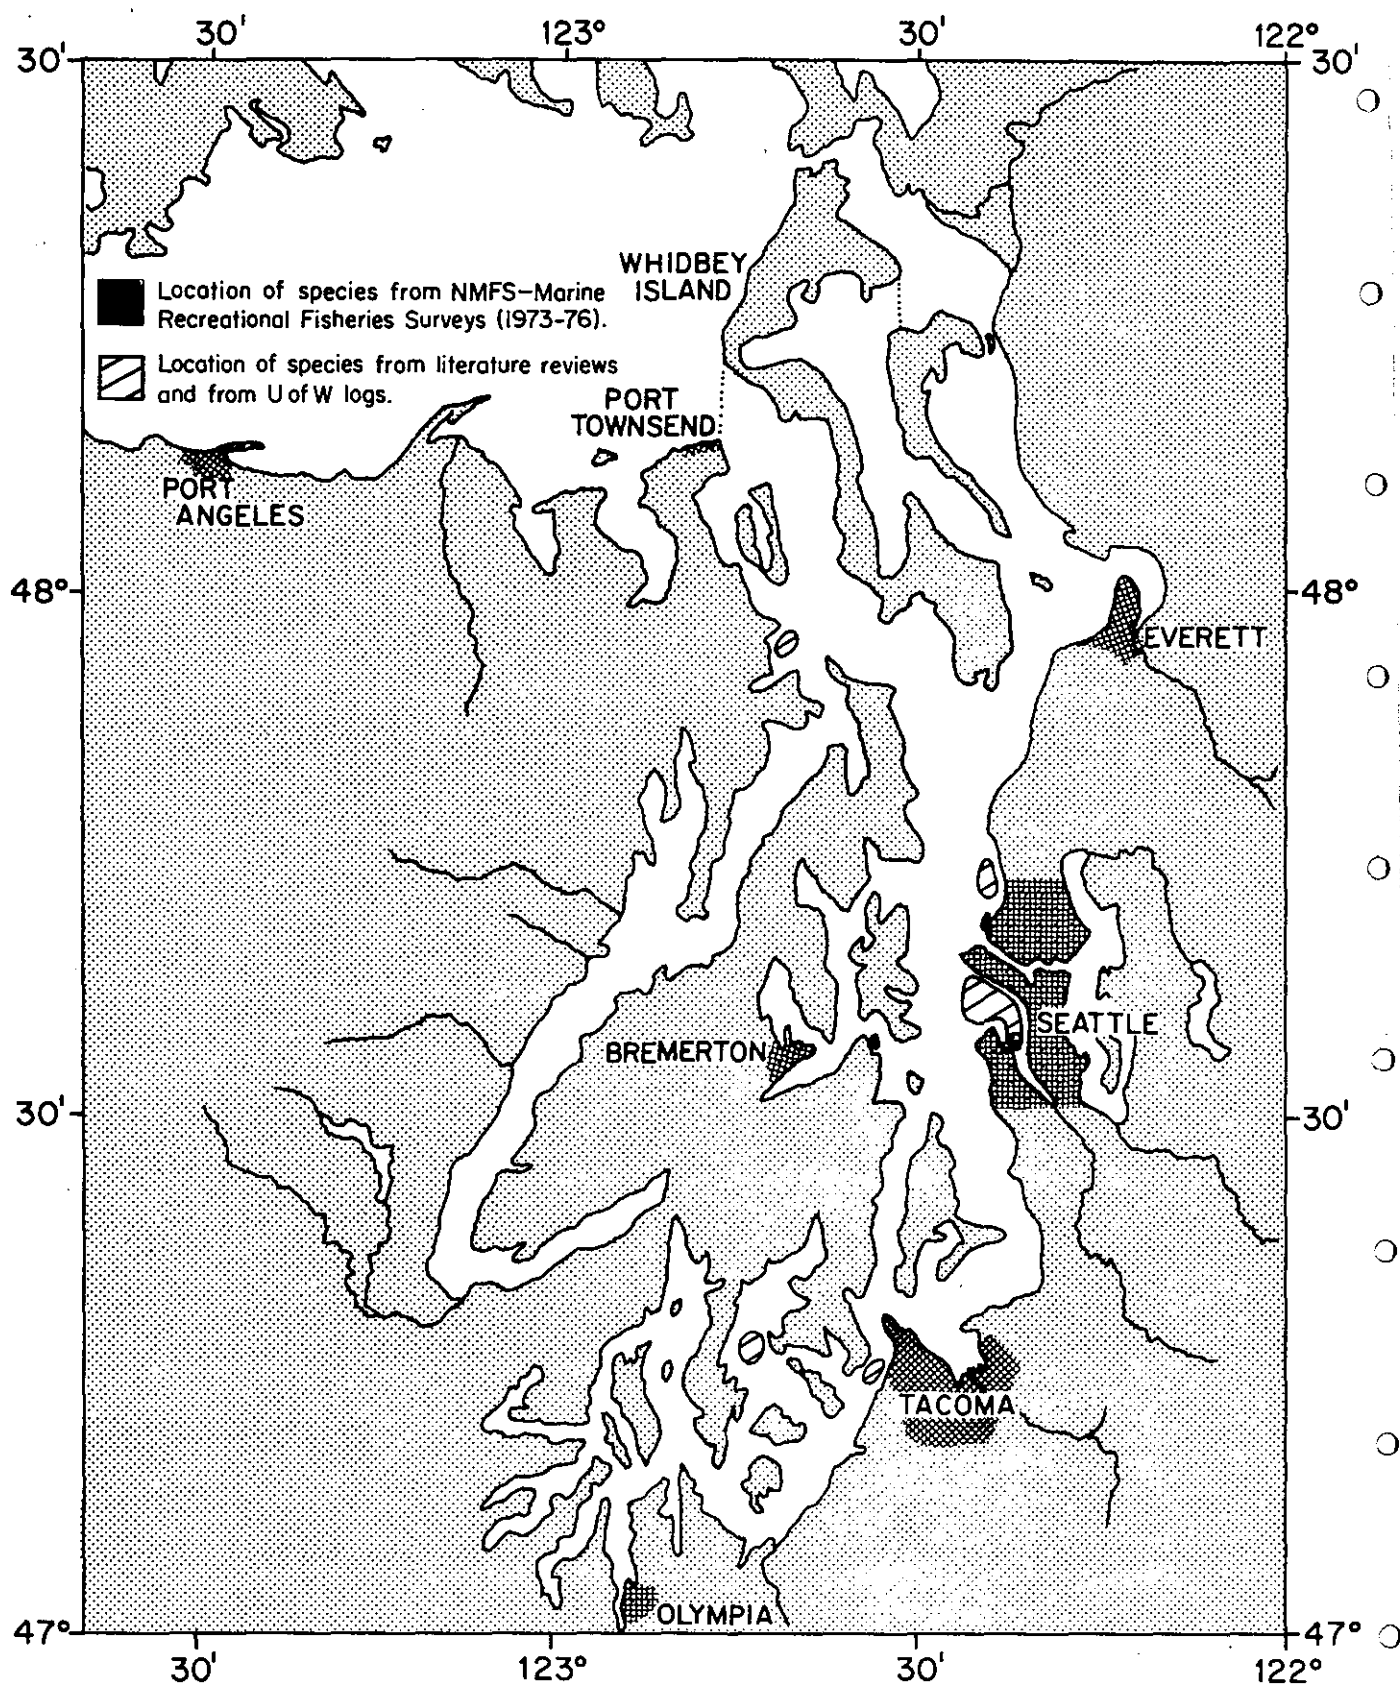 30' 123° 30' 122°
30' 30'
WHIDBEY
ISLAND
Location of species from NMFS-Marine
Recreational Fisheries Surveys (1973-76).
Location of species from literature reviews
and from U of W logs.
PORT
TOWNSEND
PORT
ANGELES
48° 48°
EVERETT
SEATTLE
BREMERTON
30' 30'
TACOMA
OLYMPIA
47° 47°
30' 123° 30' 122°